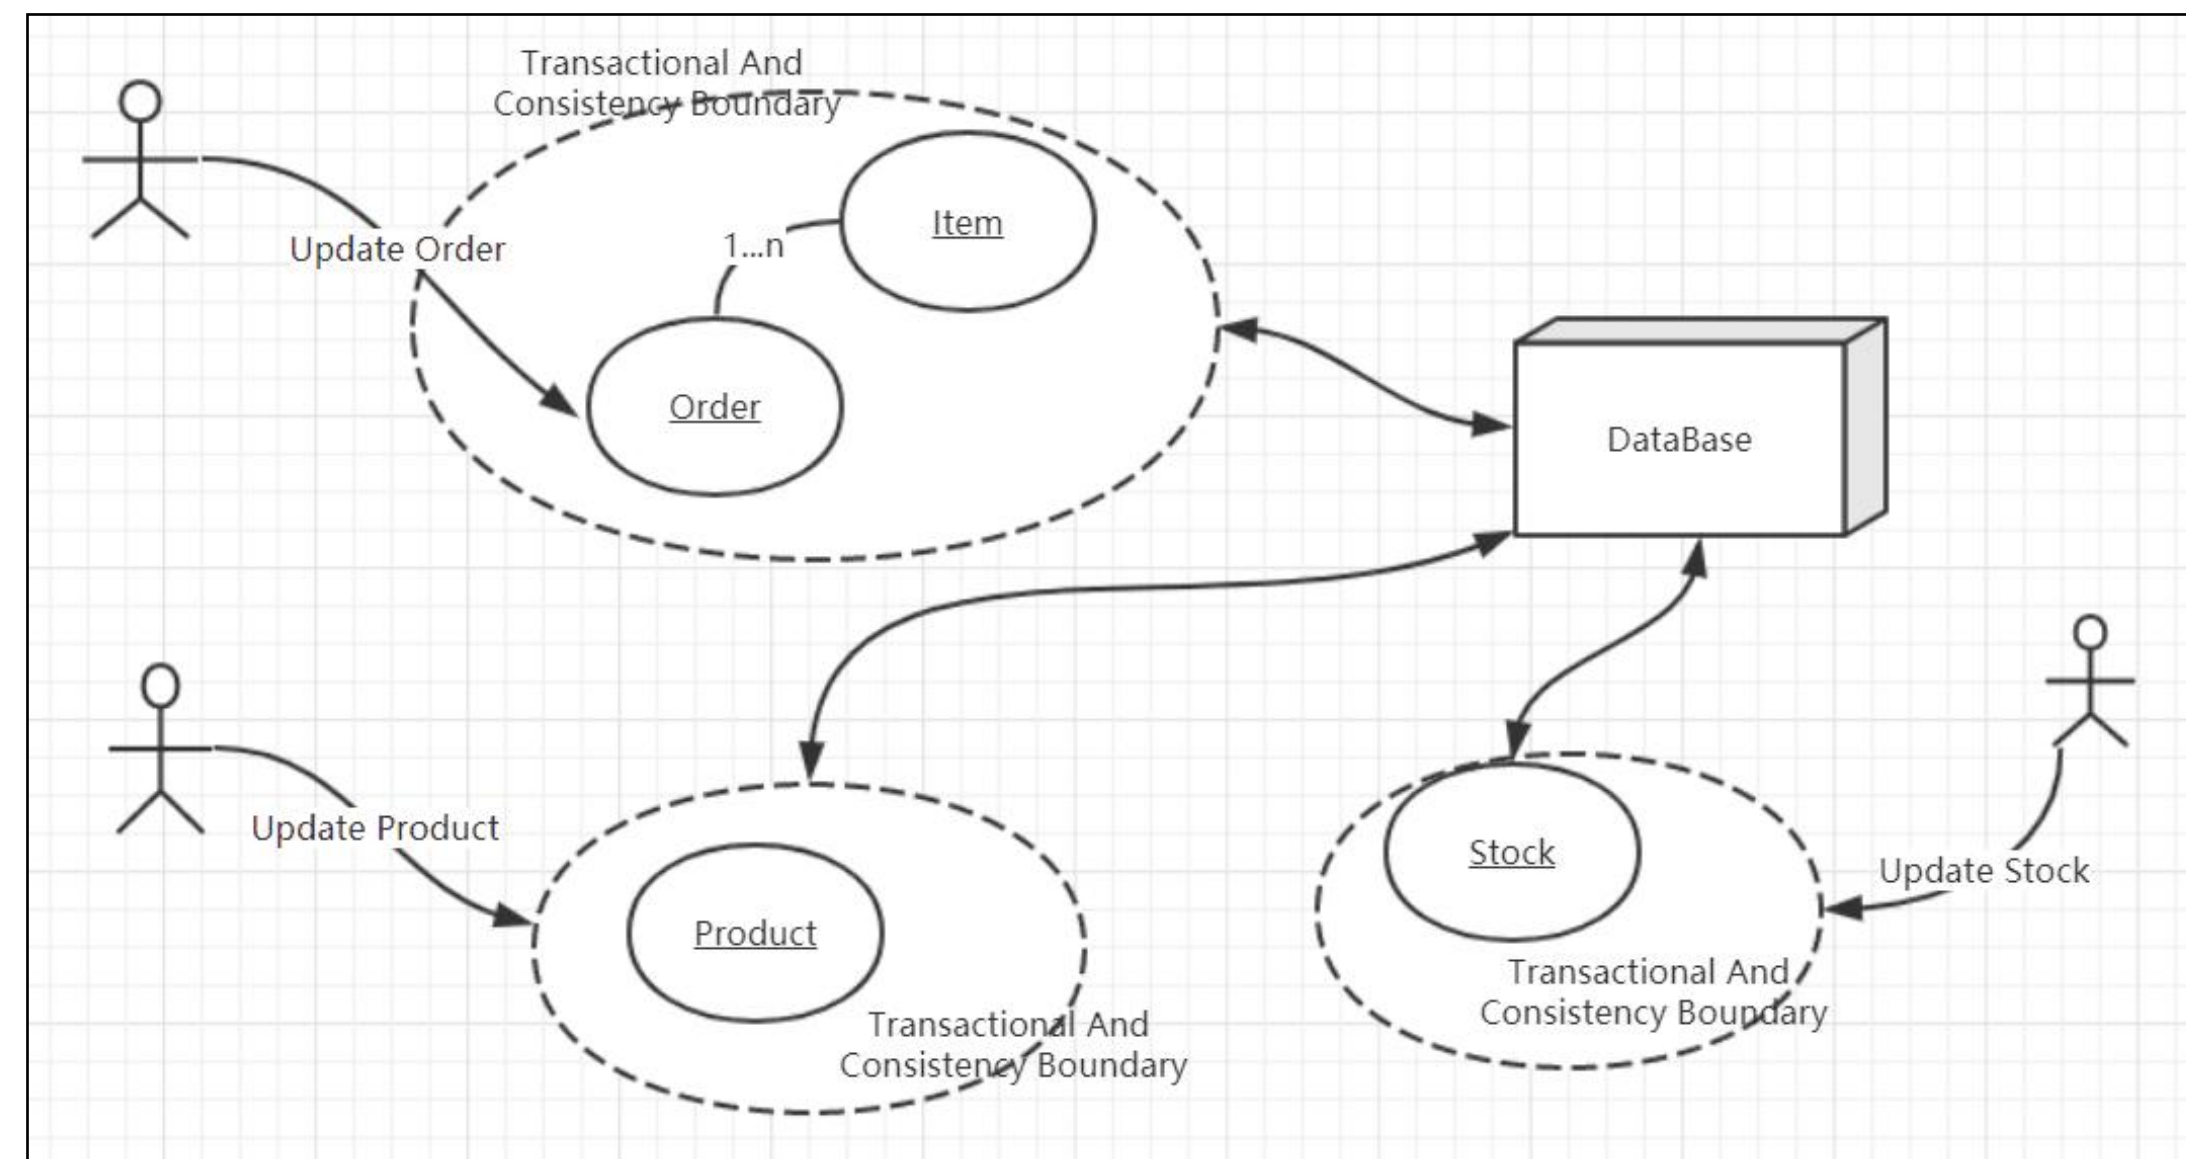 Transactional And
Consistency Boundary
Item
Update Order
1...n
Order
DataBase
Update Product
Product
Stock
Update Stock
Transactional And
Consistency Boundary
Transactional And
Consistency Boundary